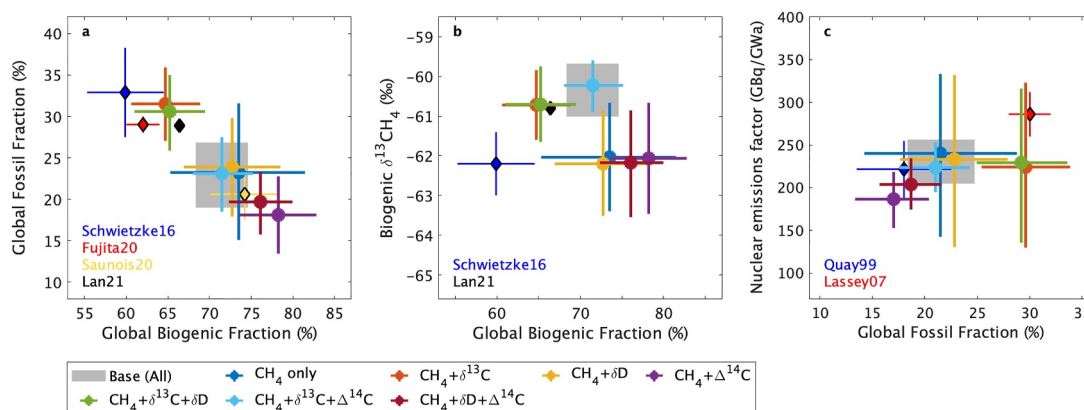 a
Global Fossil Fraction (%)
40
35
30
25
20
15
10
Schwietzke16
Fujita20
Saunois20
Lan21
55 60 65 70 75 80 85
Global Biogenic Fraction (%)
b
Biogenic δ¹³CH₄ (‰)
−59
−60
−61
−62
−63
−64
−65
Schwietzke16
Lan21
60 70 80
Global Biogenic Fraction (%)
c
Nuclear emissions factor (GBq/GWa)
400
350
300
250
200
150
100
Quay99
Lassey07
10 15 20 25 30
Global Fossil Fraction (%)
Base (All) CH₄ only CH₄+δ¹³C CH₄+δD CH₄+Δ¹⁴C
CH₄+δ¹³C+δD CH₄+δ¹³C+Δ¹⁴C CH₄+δD+Δ¹⁴C